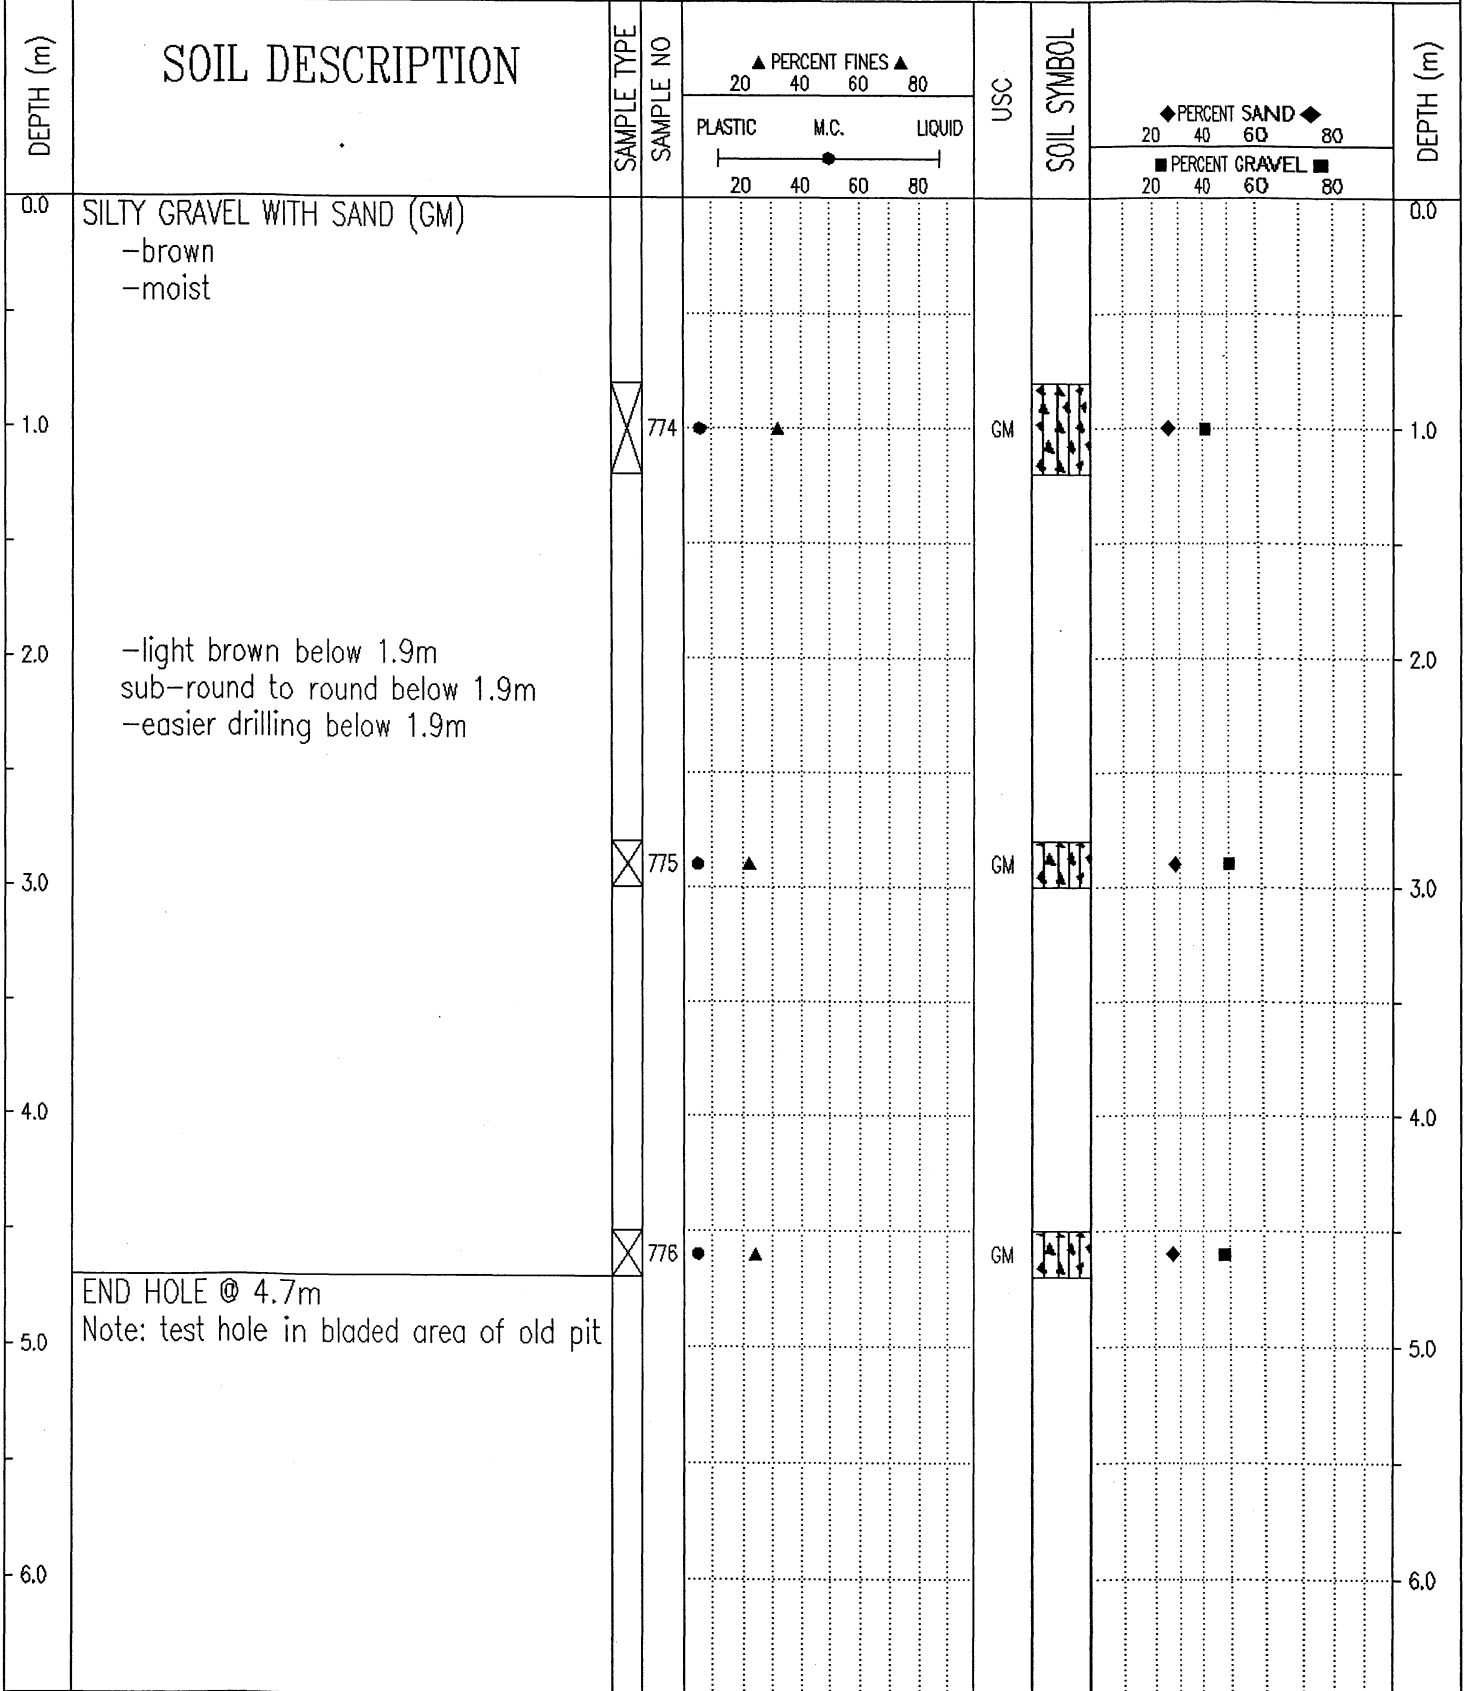 DEPTH (m)
SOIL DESCRIPTION
SAMPLE TYPE
SAMPLE NO
▲ PERCENT FINES ▲
20 40 60 80
PLASTIC M.C. LIQUID
20 40 60 80
USC
SOIL SYMBOL
◆PERCENT SAND◆
20 40 60 80
■PERCENT GRAVEL■
20 40 60 80
DEPTH (m)
0.0
SILTY GRAVEL WITH SAND (GM)
0.0
-brown
-moist
1.0 774 GM 1.0
-light brown below 1.9m
2.0 2.0
sub-round to round below 1.9m
-easier drilling below 1.9m
775 GM
3.0 3.0
4.0 4.0
776 GM
END HOLE @ 4.7m
Note: test hole in bladed area of old pit
5.0 5.0
6.0 6.0